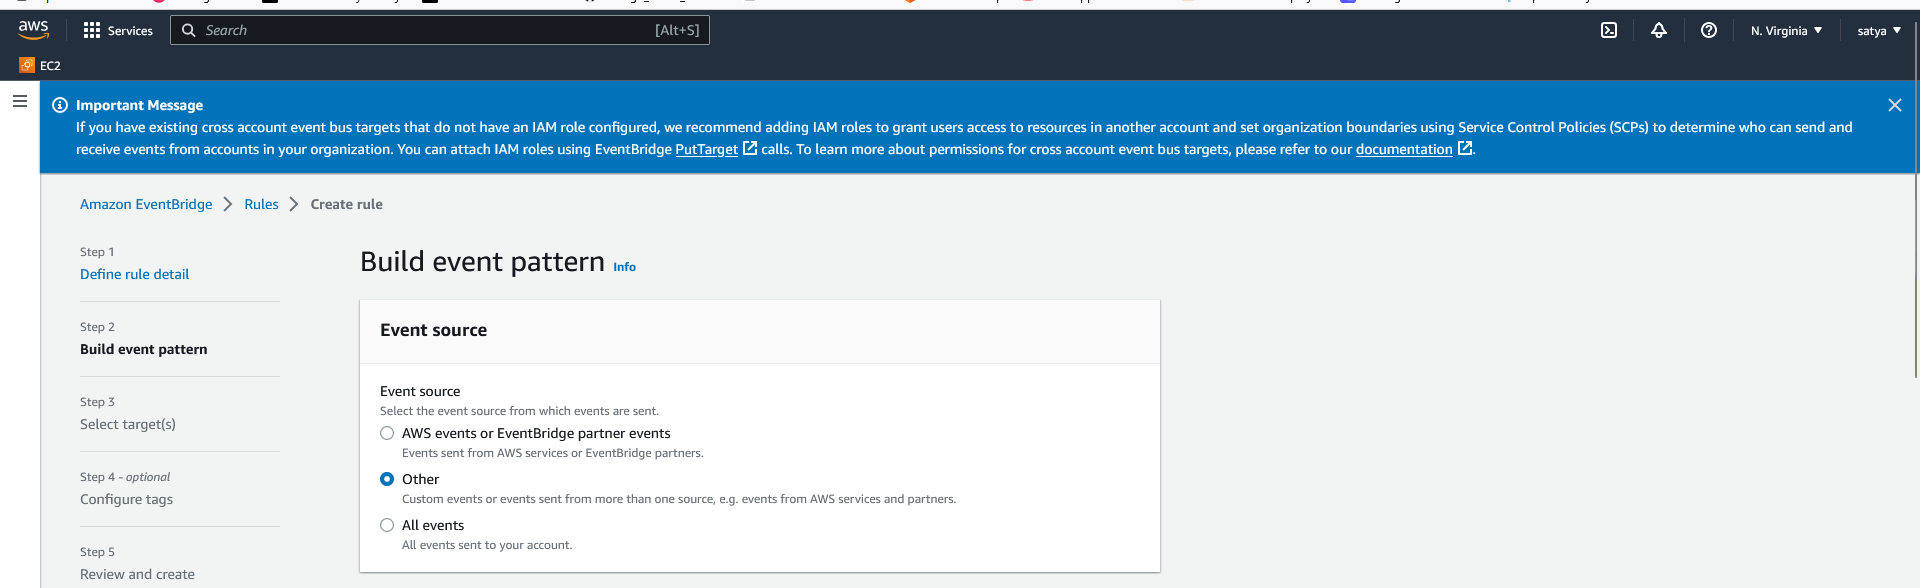 aws
Services
Search
[Alt+S]
N. Virginia
satya
EC2
Important Message
If you have existing cross account event bus targets that do not have an IAM role configured, we recommend adding IAM roles to grant users access to resources in another account and set organization boundaries using Service Control Policies (SCPs) to determine who can send and
receive events from accounts in your organization. You can attach IAM roles using EventBridge PutTarget calls. To learn more about permissions for cross account event bus targets, please refer to our documentation.
Amazon EventBridge
Rules
Create rule
Step 1
Define rule detail
Step 2
Build event pattern
Step 3
Select target(s)
Step 4 - optional
Configure tags
Step 5
Review and create
Build event pattern Info
Event source
Event source
Select the event source from which events are sent.
AWS events or EventBridge partner events
Events sent from AWS services or EventBridge partners.
Other
Custom events or events sent from more than one source, e.g. events from AWS services and partners.
All events
All events sent to your account.